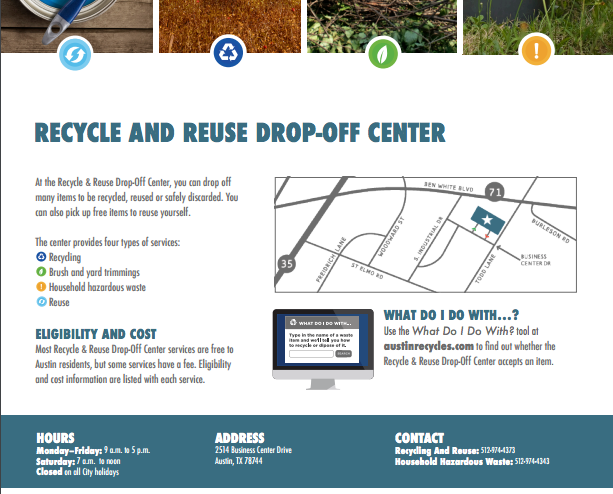 RECYCLE AND REUSE DROP-OFF CENTER
At the Recycle & Reuse Drop-Off Center, you can drop off
many items to be recycled, reused or safely discarded. You
can also pick up free items to reuse yourself.
The center provides four types of services:
Recycling
Brush and yard trimmings
! Household hazardous waste
Reuse
ELIGIBILITY AND COST
Most Recycle & Reuse Drop-Off Center services are free to
Austin residents, but some services have a fee. Eligibility
and cost information are listed with each service.
BEN WHITE BLVD
71
35
FREIDRICH LANE
WOODWARD ST
ST ELMO RD
S. INDUSTRIAL DR
TODD LANE
BURLESON RD
BUSINESS
CENTER DR
WHAT DO I DO WITH...
Type in the name of a waste
item and we'll tell you how
to recycle or dispose of it.
SEARCH
WHAT DO I DO WITH...?
Use the What Do I Do With? tool at
austinrecycles.com to find out whether the
Recycle & Reuse Drop-Off Center accepts an item.
HOURS
Monday–Friday: 9 a.m. to 5 p.m.
Saturday: 7 a.m. to noon
Closed on all City holidays
ADDRESS
2514 Business Center Drive
Austin, TX 78744
CONTACT
Recycling And Reuse: 512-974-4373
Household Hazardous Waste: 512-974-4343